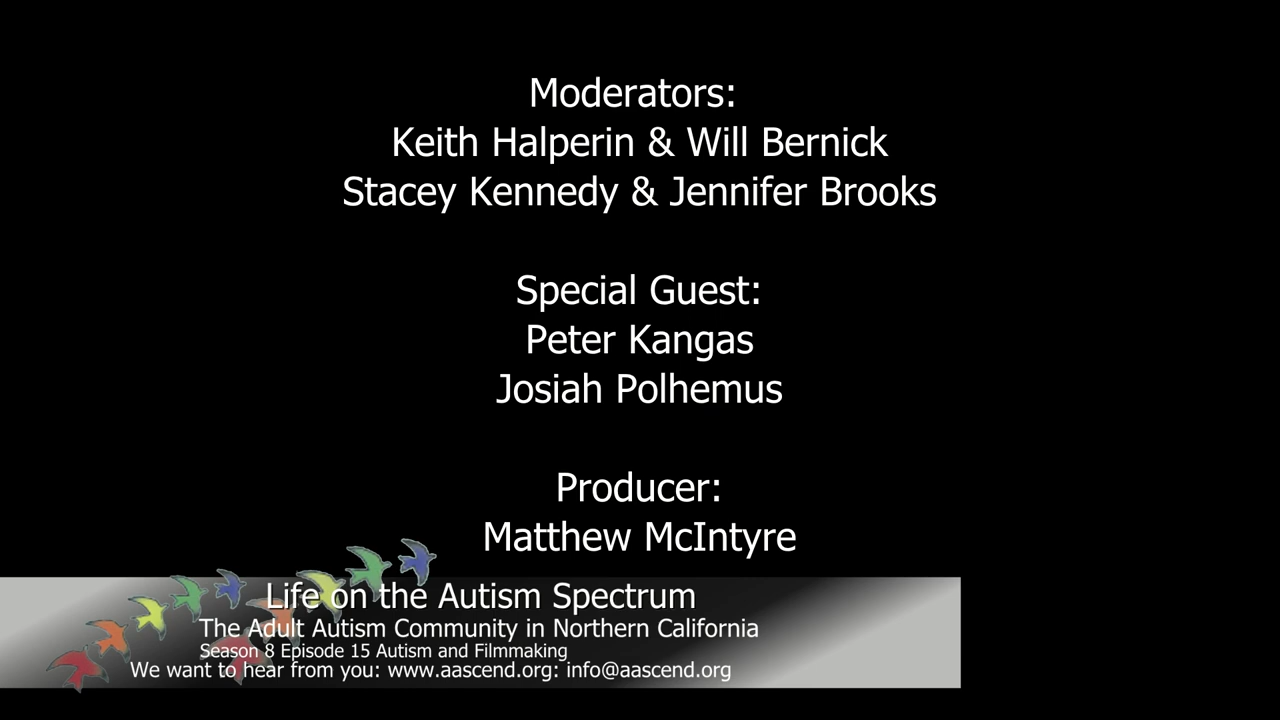 Moderators:
Keith Halperin & Will Bernick
Stacey Kennedy & Jennifer Brooks
Special Guest:
Peter Kangas
Josiah Polhemus
Producer:
Matthew McIntyre
Life on the Autism Spectrum
The Adult Autism Community in Northern California
Season 8 Episode 15 Autism and Filmmaking
We want to hear from you: www.aascend.org: info@aascend.org